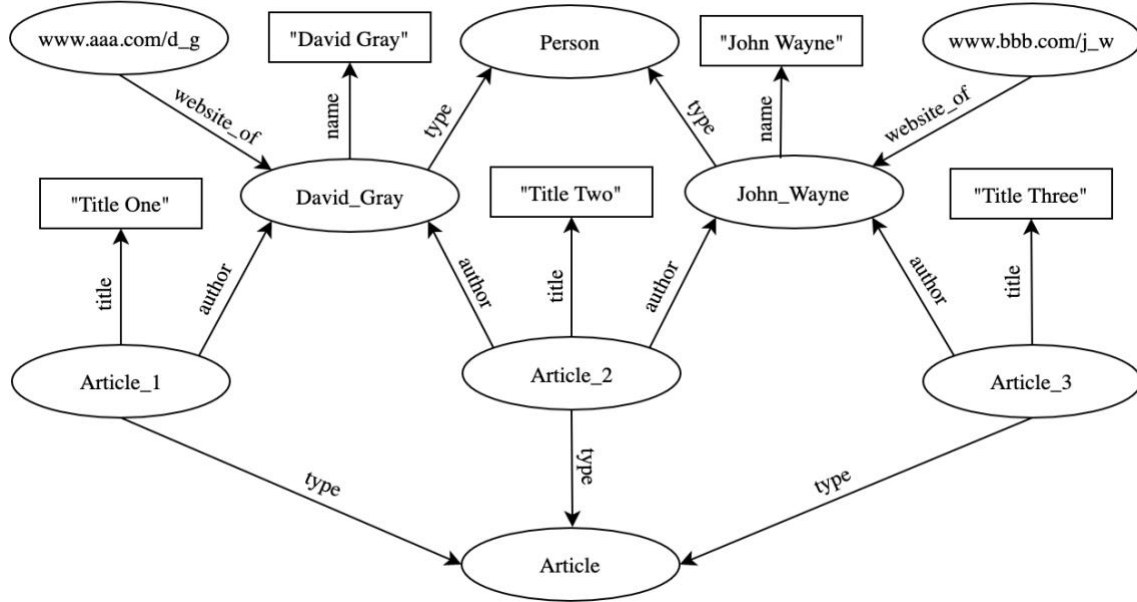 www.aaa.com/d_g
"David Gray"
Person
"John Wayne"
www.bbb.com/j_w
website_of
name
type
type
name
website_of
"Title One"
David_Gray
"Title Two"
John_Wayne
"Title Three"
title
author
author
title
author
author
title
Article_1
Article_2
Article_3
type
type
type
Article